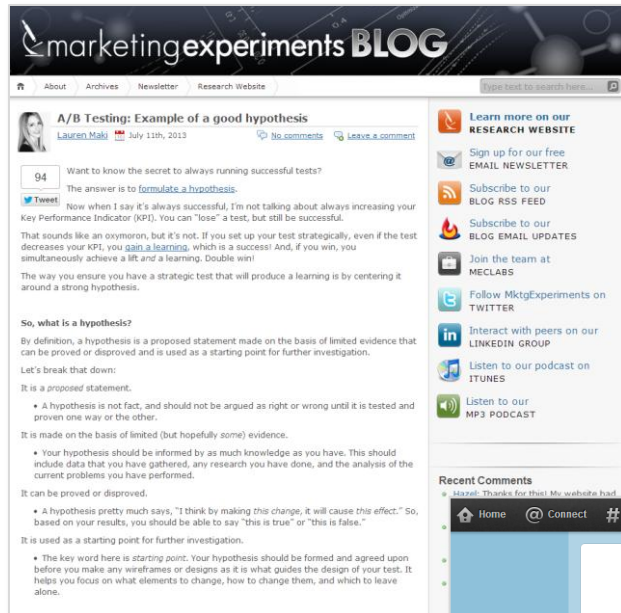 marketingexperiments BLOG
About Archives Newsletter Research Website
Type text to search here...
A/B Testing: Example of a good hypothesis
Lauren Maki July 11th, 2013 No comments Leave a comment
94
Tweet
Want to know the secret to always running successful tests?
The answer is to formulate a hypothesis.
Now when I say it's always successful, I'm not talking about always increasing your
Key Performance Indicator (KPI). You can "lose" a test, but still be successful.
That sounds like an oxymoron, but it's not. If you set up your test strategically, even if the test
decreases your KPI, you gain a learning, which is a success! And, if you win, you
simultaneously achieve a lift and a learning. Double win!
The way you ensure you have a strategic test that will produce a learning is by centering it
around a strong hypothesis.
So, what is a hypothesis?
By definition, a hypothesis is a proposed statement made on the basis of limited evidence that
can be proved or disproved and is used as a starting point for further investigation.
Let's break that down:
It is a proposed statement.
• A hypothesis is not fact, and should not be argued as right or wrong until it is tested and
proven one way or the other.
It is made on the basis of limited (but hopefully some) evidence.
• Your hypothesis should be informed by as much knowledge as you have. This should
include data that you have gathered, any research you have done, and the analysis of the
current problems you have performed.
It can be proved or disproved.
• A hypothesis pretty much says, "I think by making this change, it will cause this effect." So,
based on your results, you should be able to say "this is true" or "this is false."
It is used as a starting point for further investigation.
• The key word here is starting point. Your hypothesis should be formed and agreed upon
before you make any wireframes or designs as it is what guides the design of your test. It
helps you focus on what elements to change, how to change them, and which to leave
alone.
Learn more on our
RESEARCH WEBSITE
Sign up for our free
EMAIL NEWSLETTER
Subscribe to our
BLOG RSS FEED
Subscribe to our
BLOG EMAIL UPDATES
Join the team at
MECLABS
Follow MktgExperiments on
TWITTER
Interact with peers on our
LINKEDIN GROUP
Listen to our podcast on
ITUNES
Listen to our
MP3 PODCAST
Recent Comments
Hazel: Thanks for this! My website had
Home @ Connect #